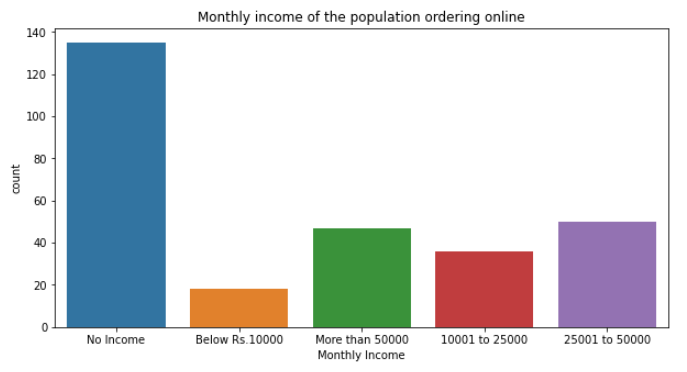 Monthly income of the population ordering online
140
120
100
80
60
40
20
0
count
No Income Below Rs.10000 More than 50000 10001 to 25000 25001 to 50000
Monthly Income